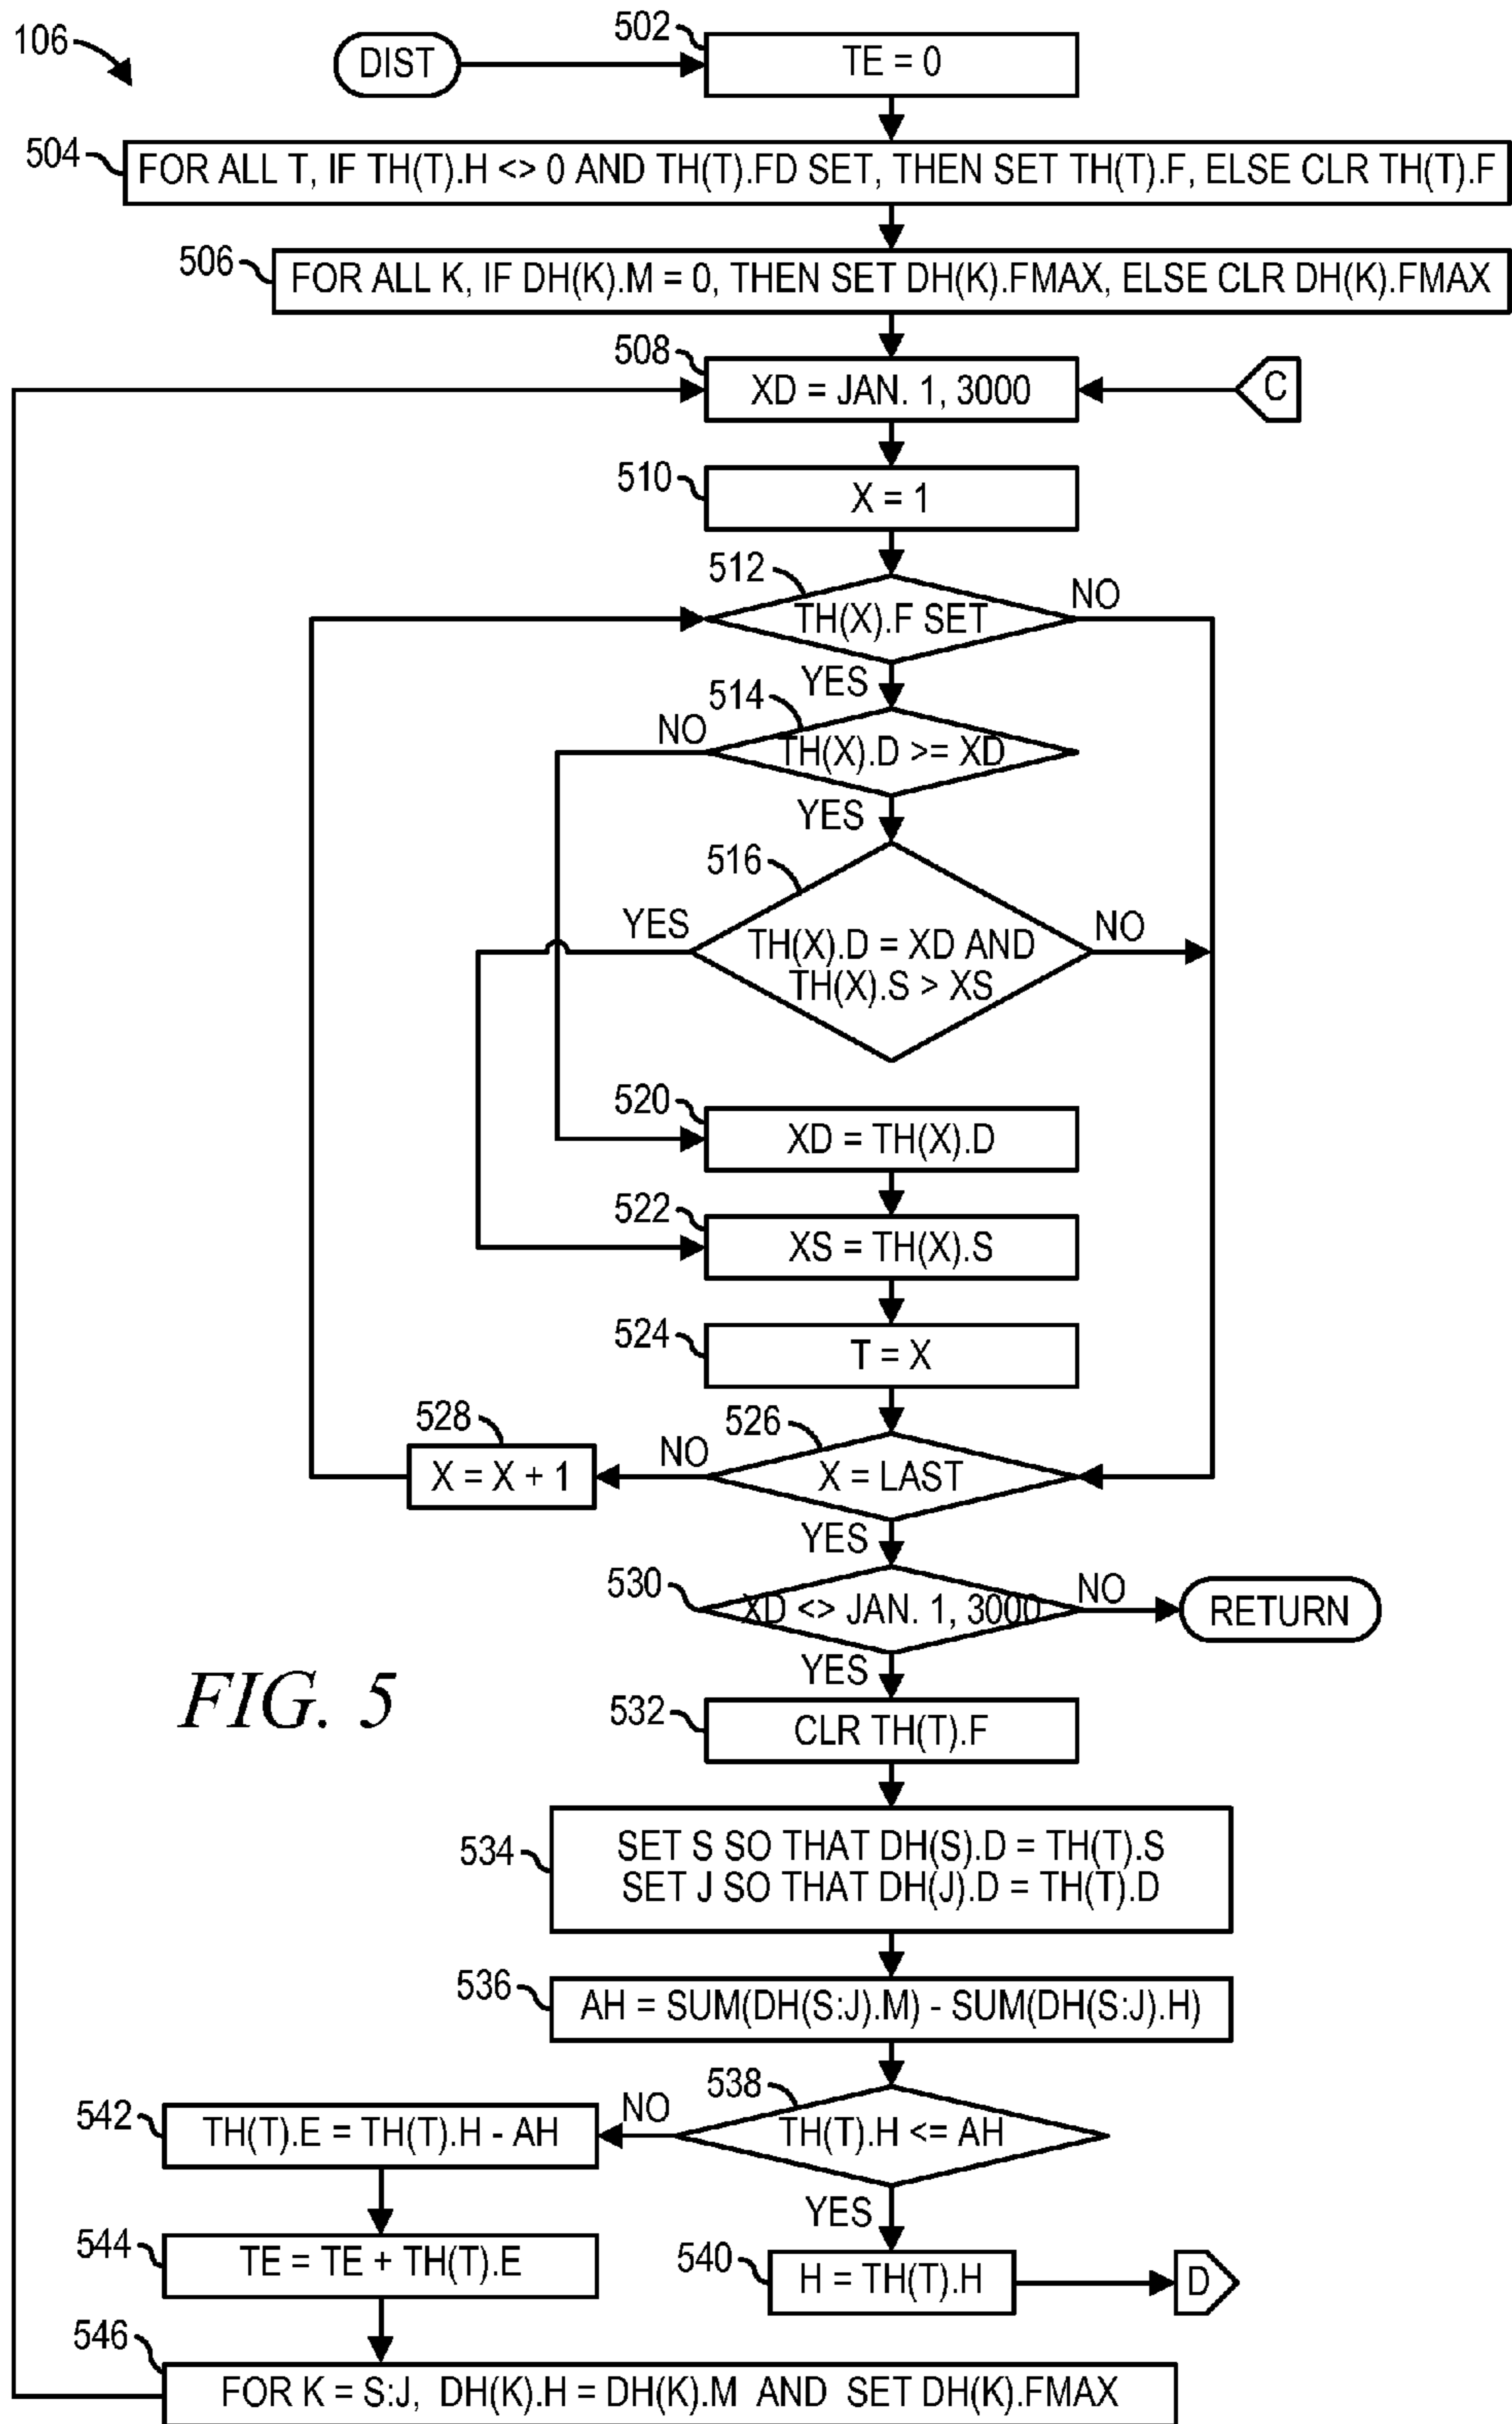 106
DIST
502
TE = 0
504
FOR ALL T, IF TH(T).H <> 0 AND TH(T).FD SET, THEN SET TH(T).F, ELSE CLR TH(T).F
506
FOR ALL K, IF DH(K).M = 0, THEN SET DH(K).FMAX, ELSE CLR DH(K).FMAX
508
XD = JAN. 1, 3000
C
510
X = 1
512
TH(X).F SET
NO
YES
514
NO
TH(X).D >= XD
YES
516
YES
TH(X).D = XD AND
TH(X).S > XS
NO
520
XD = TH(X).D
522
XS = TH(X).S
524
T = X
528
X = X + 1
NO
526
X = LAST
YES
530
XD <> JAN. 1, 3000
NO
RETURN
YES
FIG. 5
532
CLR TH(T).F
534
SET S SO THAT DH(S).D = TH(T).S
SET J SO THAT DH(J).D = TH(T).D
536
AH = SUM(DH(S:J).M) - SUM(DH(S:J).H)
538
TH(T).H <= AH
NO
542
TH(T).E = TH(T).H - AH
YES
544
TE = TE + TH(T).E
540
H = TH(T).H
D
546
FOR K = S:J, DH(K).H = DH(K).M AND SET DH(K).FMAX